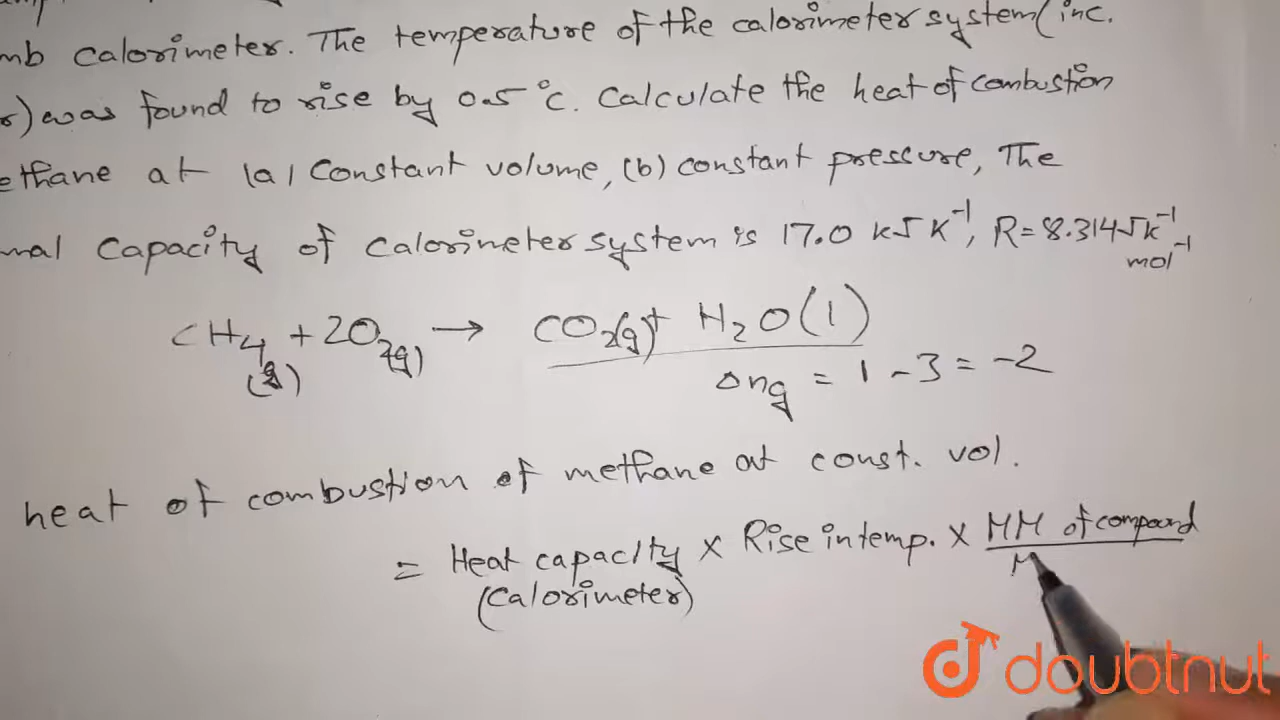 mb calorimeter. The temperature of the calorimeter system (inc.
r) was found to rise by 0.5 °C. Calculate the heat of combustion
ethane at (a) Constant volume, (b) constant pressure, The
mal Capacity of Calorimeter system is 17.0 kJ K⁻¹, R = 8.314 J K⁻¹
mol⁻¹
CH₄(g) + 2O₂(g) → CO₂(g) + H₂O(l)
Δng = 1 - 3 = -2
heat of combustion of methane at const. vol.
= Heat capacity × Rise in temp. × MM of compound
(Calorimeter) M
doubtnut